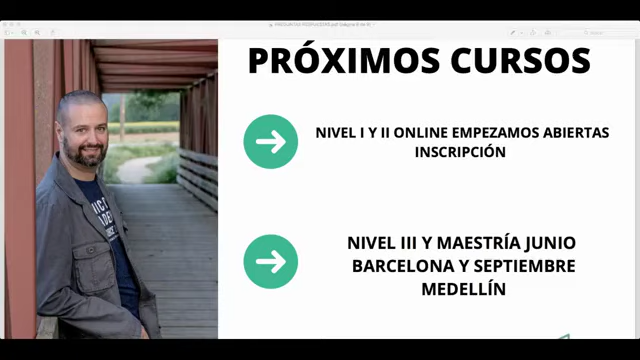 PRÓXIMOS CURSOS
NIVEL I Y II ONLINE EMPEZAMOS ABIERTAS
INSCRIPCIÓN
NIVEL III Y MAESTRÍA JUNIO
BARCELONA Y SEPTIEMBRE
MEDELLÍN